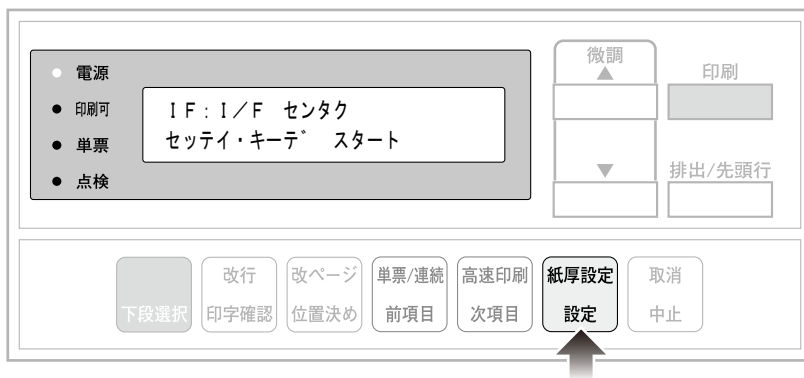 電源
印刷可
単票
点検
IF:I/F センタク
セッテイ・キーデ スタート
微調
▲
▼
印刷
排出/先頭行
下段選択
改行
印字確認
改ページ
位置決め
単票/連続
前項目
高速印刷
次項目
紙厚設定
設定
取消
中止